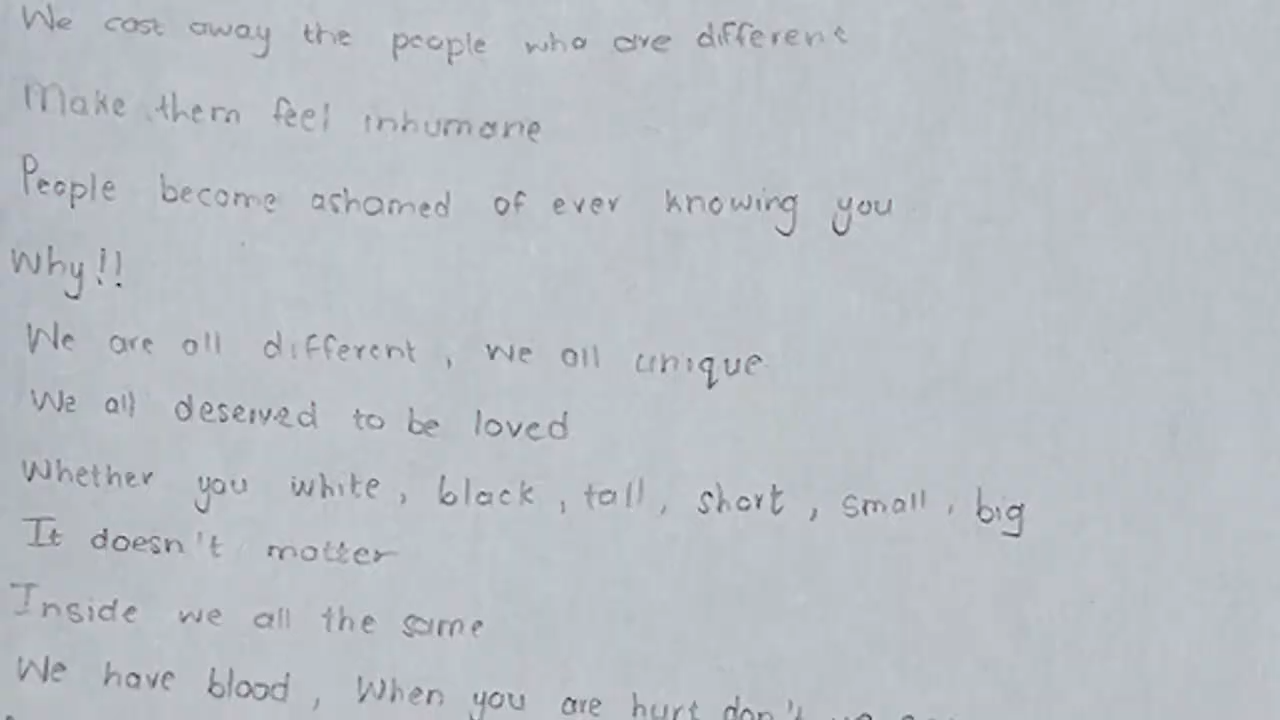 We cast away the people who are different
Make them feel inhumane
People become ashamed of ever knowing you
Why!!
We are all different, we all unique
We all deserved to be loved
Whether you white, black, tall, short, small, big
It doesn't matter
Inside we all the same
We have blood, When you are hurt don't